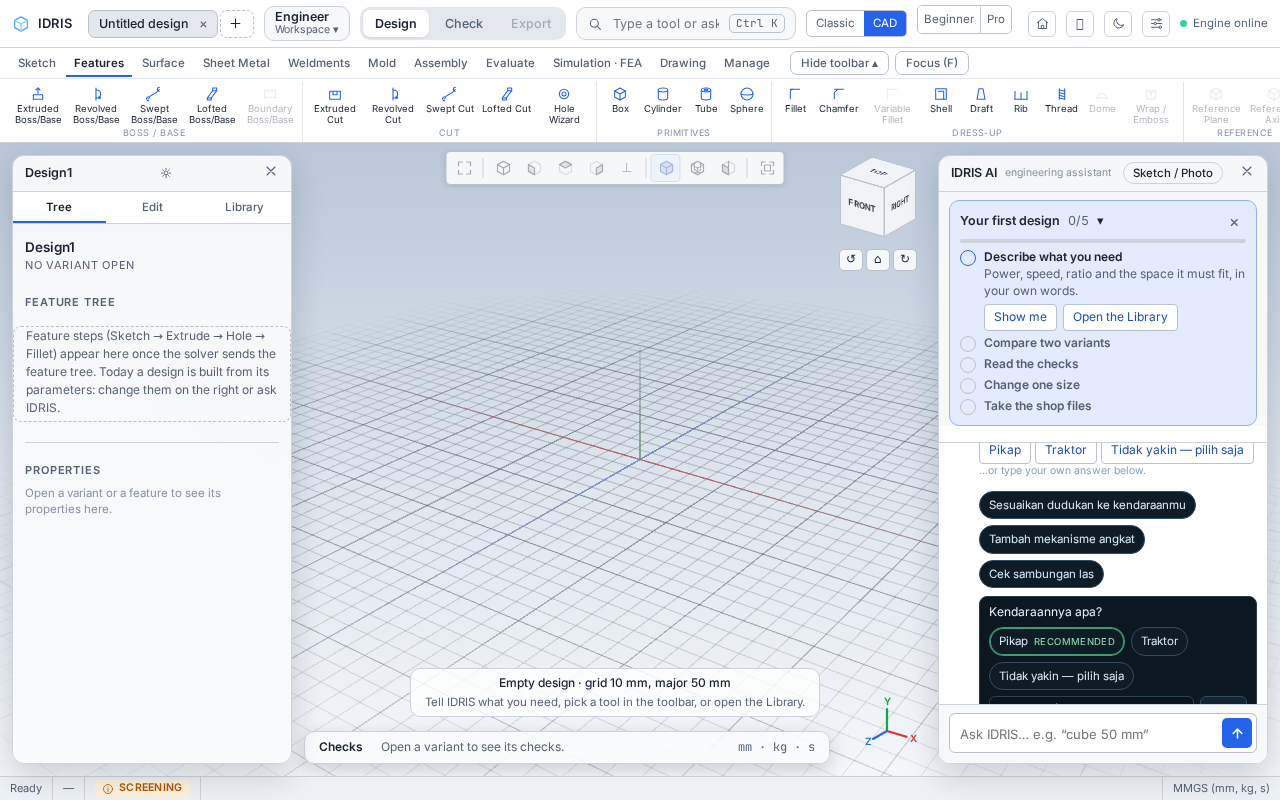 IDRIS
Untitled design ×
+
Engineer
Workspace ▾
Design Check Export
Type a tool or ask Ctrl K
Classic CAD
Beginner Pro
Engine online
Sketch Features Surface Sheet Metal Weldments Mold Assembly Evaluate Simulation · FEA Drawing Manage Hide toolbar ▴ Focus (F)
Extruded Boss/Base
Revolved Boss/Base
Swept Boss/Base
Lofted Boss/Base
Boundary Boss/Base
BOSS / BASE
Extruded Cut
Revolved Cut
Swept Cut
Lofted Cut
Hole Wizard
CUT
Box Cylinder Tube Sphere
PRIMITIVES
Fillet
Chamfer
Variable Fillet
Shell
Draft
Rib
Thread
Dome
Wrap / Emboss
DRESS-UP
Reference Plane
REFERENCE
Design1
Tree Edit Library
Design1
NO VARIANT OPEN
FEATURE TREE
Feature steps (Sketch → Extrude → Hole →
Fillet) appear here once the solver sends the
feature tree. Today a design is built from its
parameters: change them on the right or ask
IDRIS.
PROPERTIES
Open a variant or a feature to see its
properties here.
TOP
FRONT
RIGHT
Empty design · grid 10 mm, major 50 mm
Tell IDRIS what you need, pick a tool in the toolbar, or open the Library.
Checks Open a variant to see its checks. mm · kg · s
Y
X
Z
IDRIS AI engineering assistant Sketch / Photo
Your first design 0/5 ▾ ×
Describe what you need
Power, speed, ratio and the space it must fit, in
your own words.
Show me Open the Library
Compare two variants
Read the checks
Change one size
Take the shop files
Pikap Traktor Tidak yakin — pilih saja
...or type your own answer below.
Sesuaikan dudukan ke kendaraanmu
Tambah mekanisme angkat
Cek sambungan las
Kendaraannya apa?
Pikap RECOMMENDED Traktor
Tidak yakin — pilih saja
Ask IDRIS... e.g. “cube 50 mm”
Ready — SCREENING
MMGS (mm, kg, s)